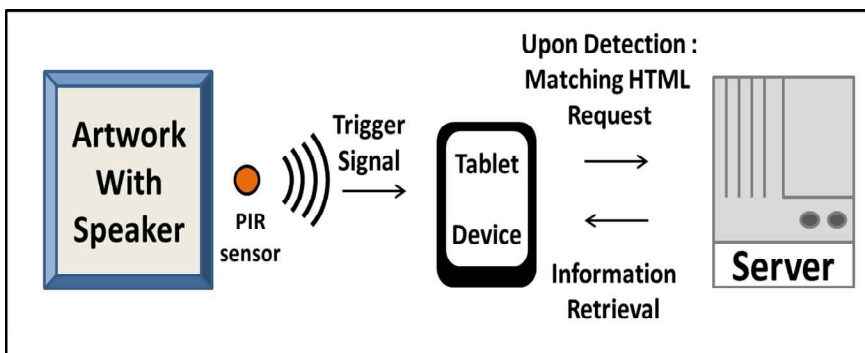 Artwork
With
Speaker
PIR
sensor
Trigger
Signal
Tablet
Device
Upon Detection :
Matching HTML
Request
Information
Retrieval
Server